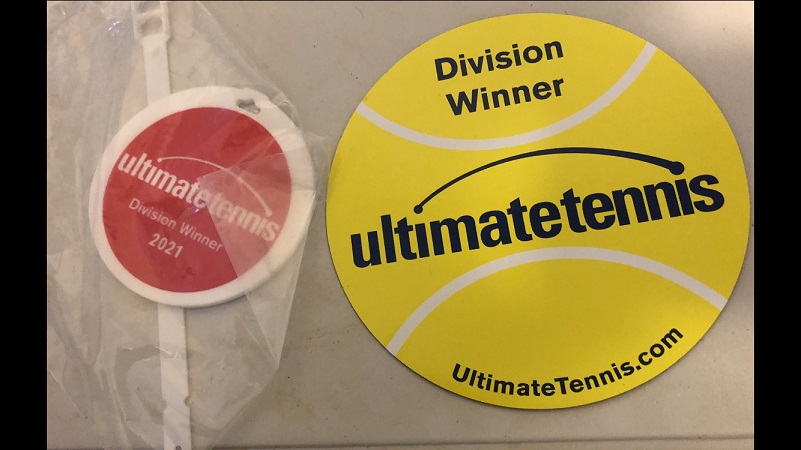 ultimatetennis
Division Winner
2021
Division
Winner
ultimatetennis
UltimateTennis.com